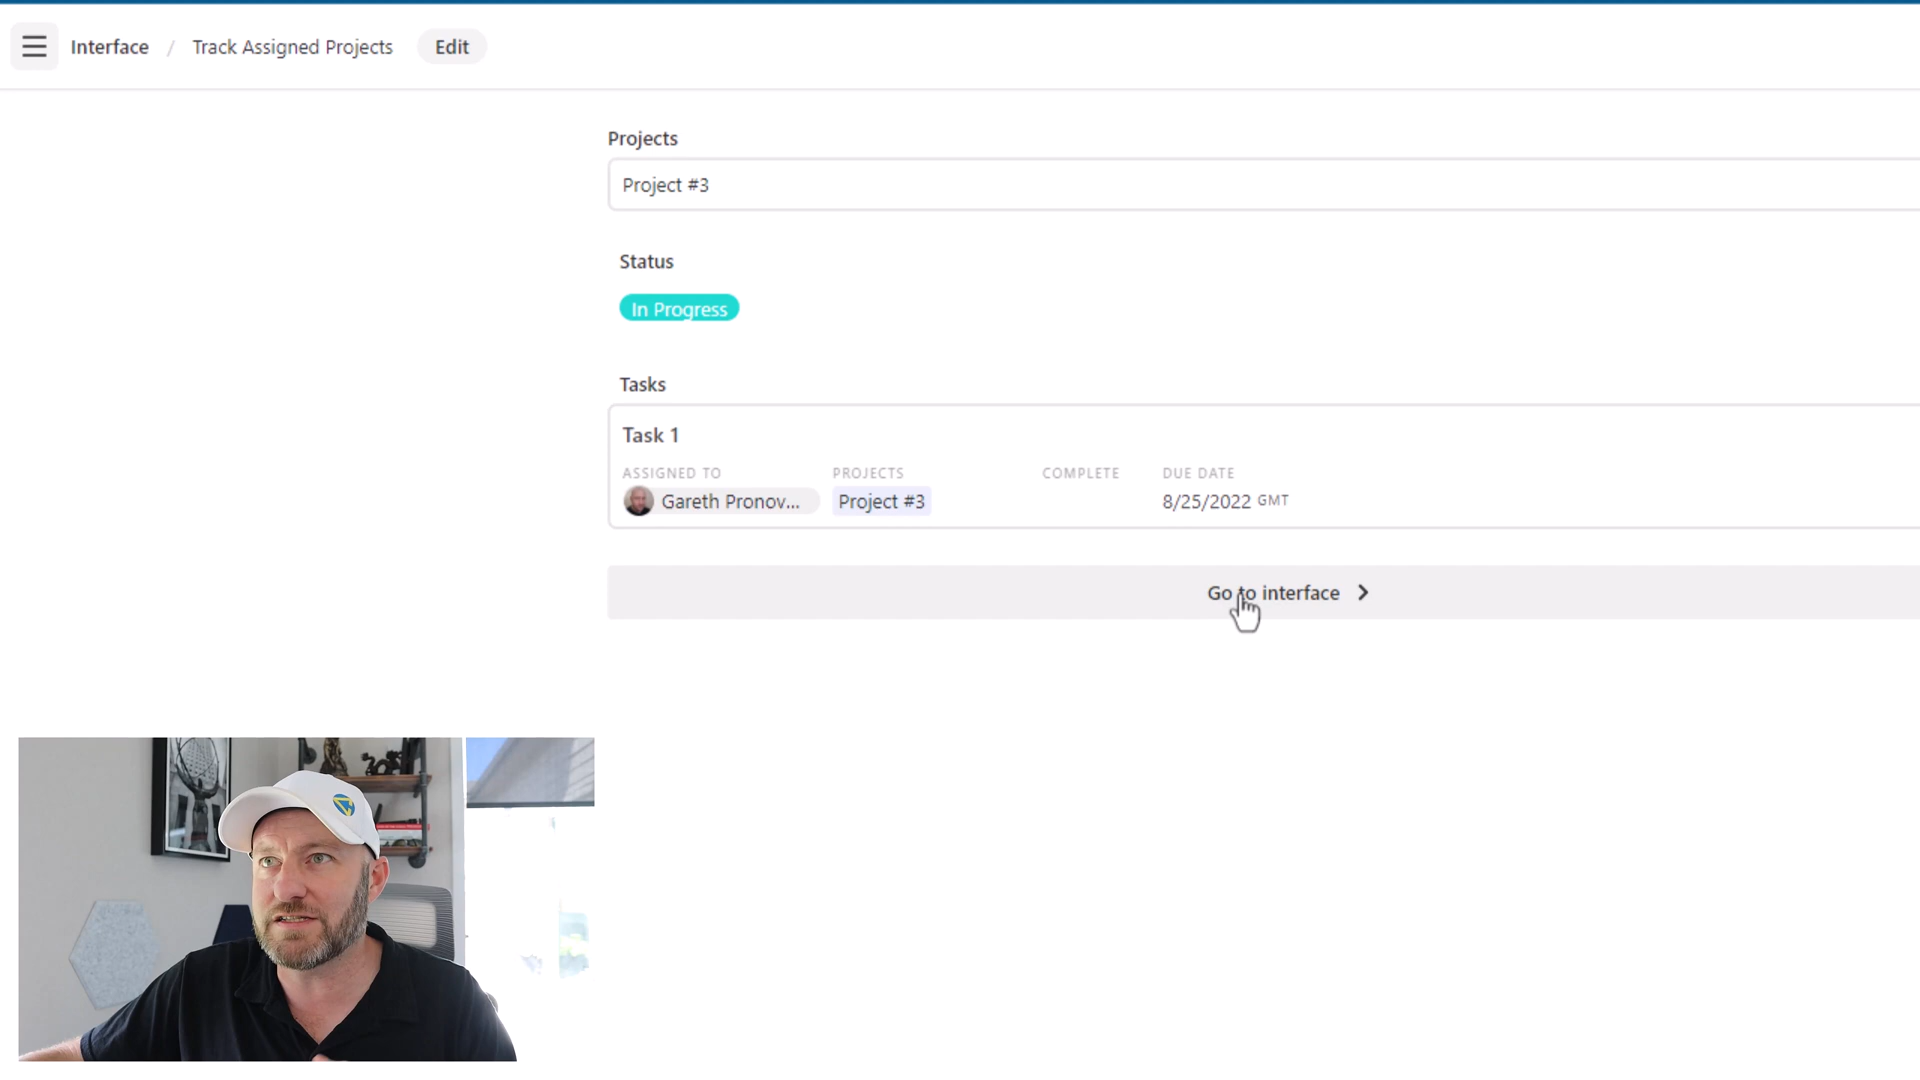 Interface / Track Assigned Projects Edit
Projects
Project #3
Status
In Progress
Tasks
Task 1
ASSIGNED TO PROJECTS COMPLETE DUE DATE
Gareth Pronov... Project #3 8/25/2022 GMT
Go to interface